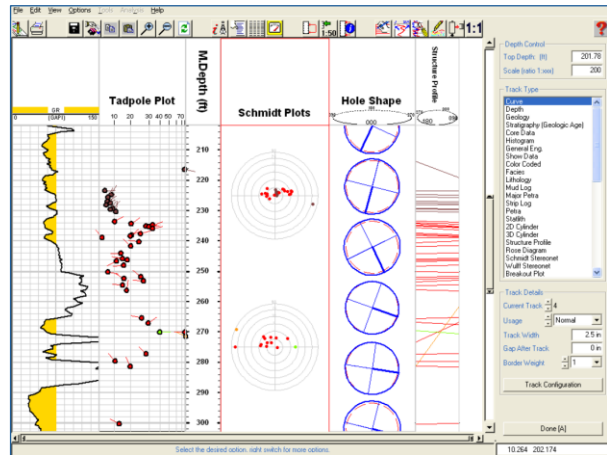 File Edit View Options Tools Analysis Help
1:50
1:1
?
M.Depth (ft)
Tadpole Plot
Schmidt Plots
Hole Shape
Structure Profile
GR
0 (GAPI) 150
10 20 30 40 50 70
000
210
220
230
240
250
260
270
280
290
300
Depth Control
Top Depth: (ft) 201.78
Scale (ratio 1:xxx) 200
Track Type
Curve
Depth
Geology
Stratigraphy (Geologic Age)
Core Data
Histogram
General Eng
Show Data
Color Coded
Facies
Lithology
Mud Log
Major Petra
Strip Log
Petra
Statlith
2D Cylinder
3D Cylinder
Structure Profile
Rose Diagram
Schmidt Stereonet
Wulff Stereonet
Breakout Plot
Track Details
Current Track 4
Usage Normal
Track Width 2.5 in
Gap After Track 0 in
Border Weight 1
Track Configuration
Done [A]
Select the desired option, right switch for more options.
10.264 202.174